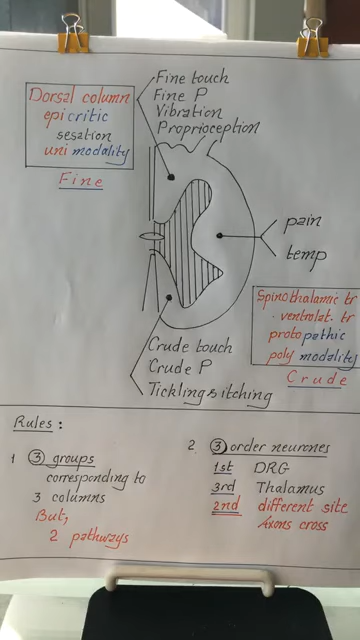 Fine touch
Fine P
Vibration
Proprioception
Dorsal column
epicritic
sesation
uni modality
Fine
pain
temp
Spinothalamic tr
ventrolat. tr
protopathic
poly modality
Crude
Crude touch
Crude P
Tickling & itching
Rules :
1 3 groups
corresponding to
3 columns
But,
2 pathways
2 3 order neurones
1st DRG
3rd Thalamus
2nd different site
Axons cross